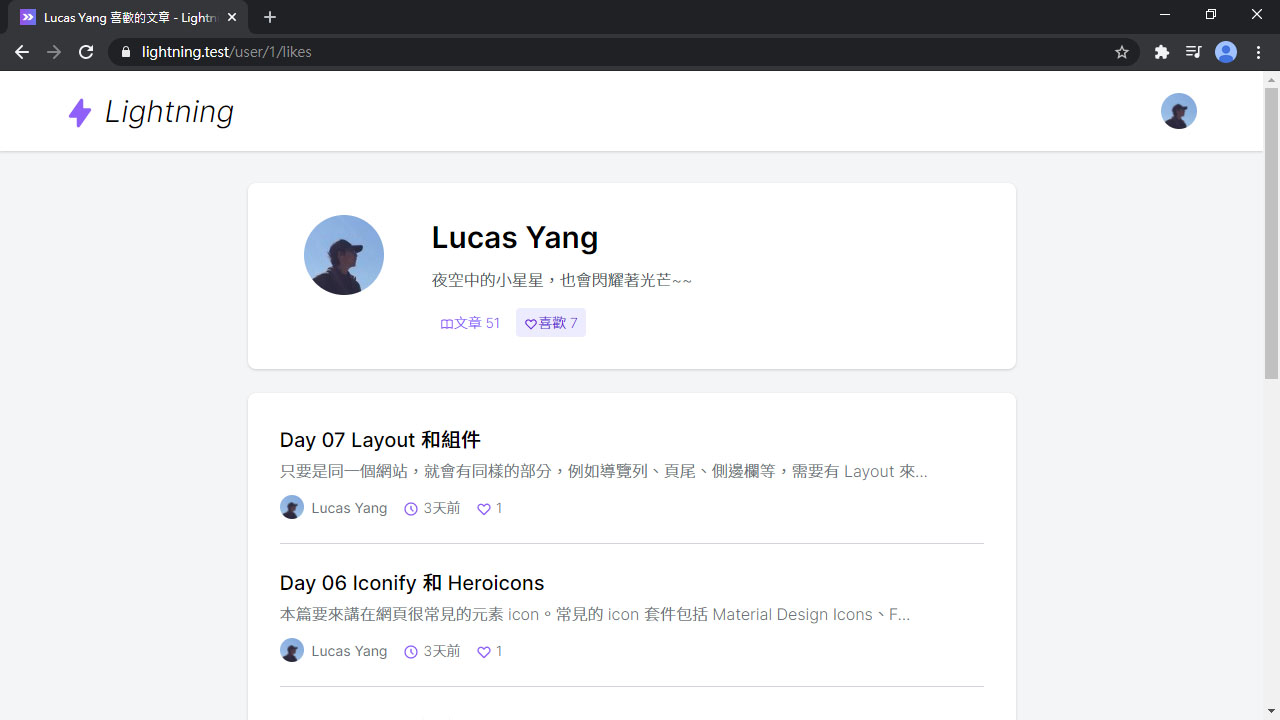 Lucas Yang 喜歡的文章 - Lightni
lightning.test/user/1/likes
Lightning
Lucas Yang
夜空中的小星星，也會閃耀著光芒~~
文章 51 喜歡 7
Day 07 Layout 和組件
只要是同一個網站，就會有同樣的部分，例如導覽列、頁尾、側邊欄等，需要有 Layout 來...
Lucas Yang 3天前 1
Day 06 Iconify 和 Heroicons
本篇要來講在網頁很常見的元素 icon。常見的 icon 套件包括 Material Design Icons、F...
Lucas Yang 3天前 1